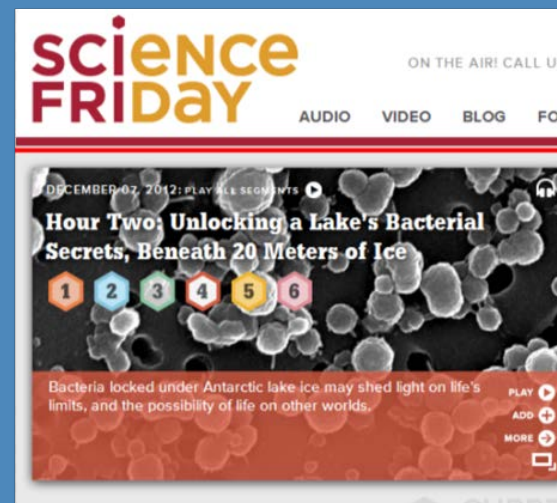 scIENCE
FRIDAY
ON THE AIR! CALL U
AUDIO VIDEO BLOG FO
DECEMBER 07, 2012: PLAY ALL SEGMENTS
Hour Two: Unlocking a Lake's Bacterial
Secrets, Beneath 20 Meters of Ice
1 2 3 4 5 6
Bacteria locked under Antarctic lake ice may shed light on life's
limits, and the possibility of life on other worlds.
PLAY
ADD
MORE